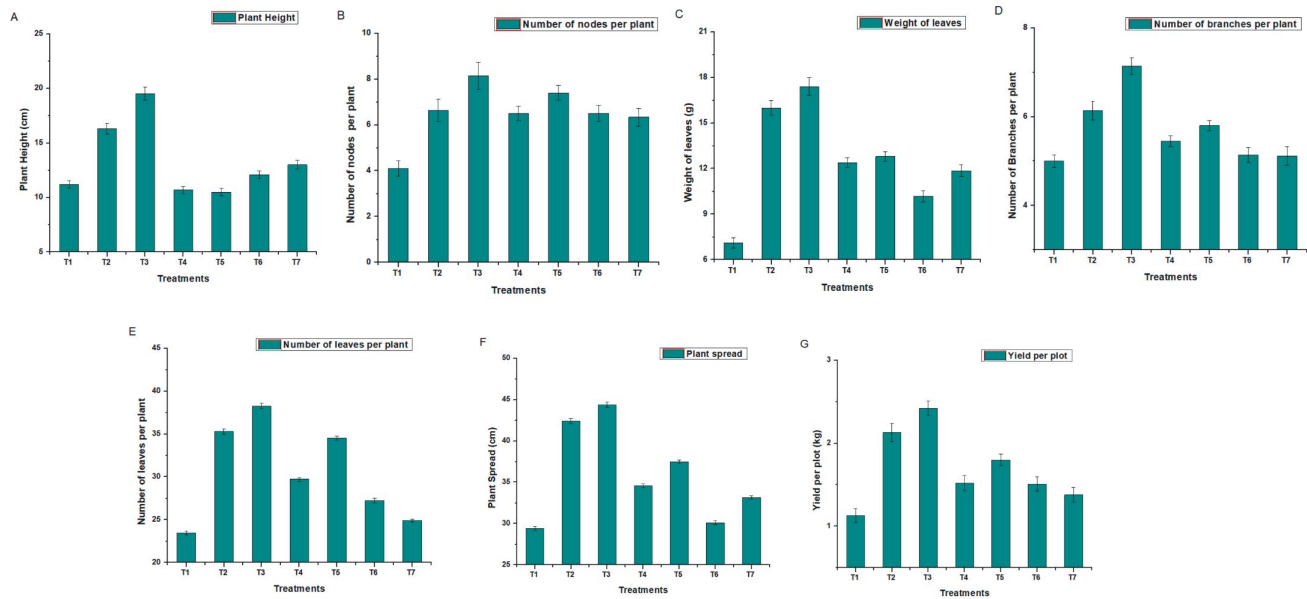 A
Plant Height
Plant Height (cm)
25
20
15
10
5
T1 T2 T3 T4 T5 T6 T7
Treatments
B
Number of nodes per plant
Number of nodes per plant
10
8
6
4
2
0
T1 T2 T3 T4 T5 T6 T7
Treatments
C
Weight of leaves
Weight of leaves (g)
21
18
15
12
9
6
T1 T2 T3 T4 T5 T6 T7
Treatments
D
Number of branches per plant
Number of Branches per plant
8
6
4
T1 T2 T3 T4 T5 T6 T7
Treatments
E
Number of leaves per plant
Number of leaves per plant
45
40
35
30
25
20
T1 T2 T3 T4 T5 T6 T7
Treatments
F
Plant spread
Plant Spread (cm)
50
45
40
35
30
25
T1 T2 T3 T4 T5 T6 T7
Treatments
G
Yield per plot
Yield per plot (kg)
3
2
1
T1 T2 T3 T4 T5 T6 T7
Treatments